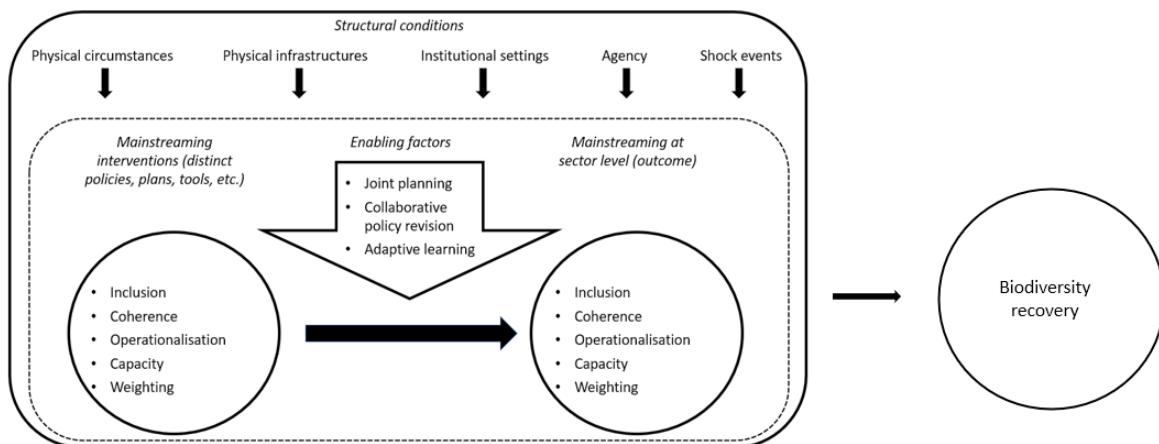 Structural conditions
Physical circumstances
Physical infrastructures
Institutional settings
Agency
Shock events
Mainstreaming
interventions (distinct
policies, plans, tools, etc.)
Enabling factors
Mainstreaming at
sector level (outcome)
• Joint planning
• Collaborative
policy revision
• Adaptive learning
• Inclusion
• Coherence
• Operationalisation
• Capacity
• Weighting
• Inclusion
• Coherence
• Operationalisation
• Capacity
• Weighting
Biodiversity
recovery